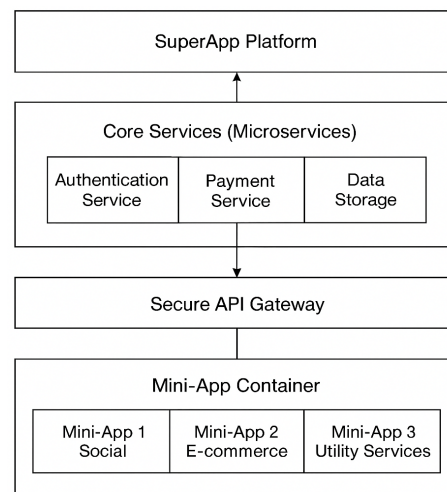 SuperApp Platform
Core Services (Microservices)
Authentication
Service
Payment
Service
Data
Storage
Secure API Gateway
Mini-App Container
Mini-App 1
Social
Mini-App 2
E-commerce
Mini-App 3
Utility Services